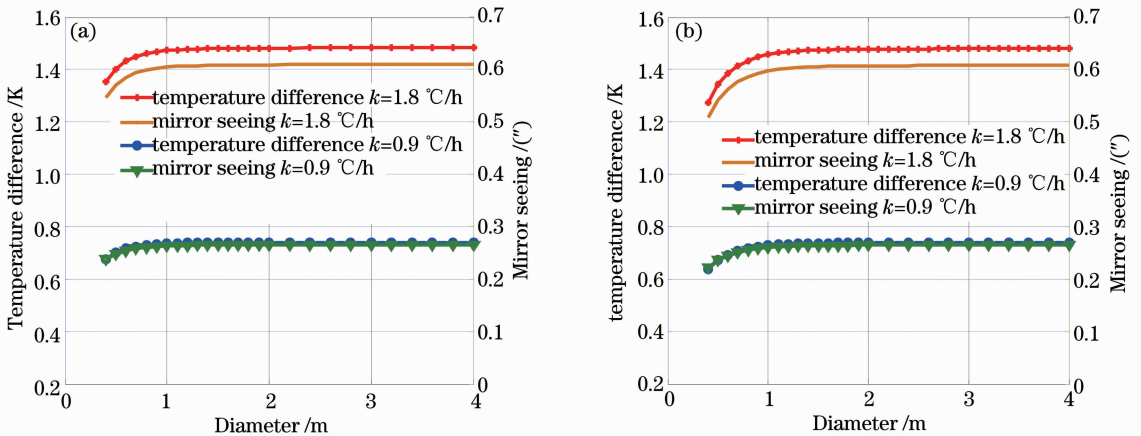 (a)
1.6
1.4
1.2
1.0
0.8
0.6
0.4
0.2
Temperature difference /K
0.7
0.6
0.5
0.4
0.3
0.2
0.1
0
Mirror seeing /(″)
temperature difference k=1.8 ℃/h
mirror seeing k=1.8 ℃/h
temperature difference k=0.9 ℃/h
mirror seeing k=0.9 ℃/h
0 1 2 3 4
Diameter /m
(b)
1.6
1.4
1.2
1.0
0.8
0.6
0.4
0.2
temperature difference /K
0.7
0.6
0.5
0.4
0.3
0.2
0.1
0
Mirror seeing /(″)
temperature difference k=1.8 ℃/h
mirror seeing k=1.8 ℃/h
temperature difference k=0.9 ℃/h
mirror seeing k=0.9 ℃/h
0 1 2 3 4
Diameter /m